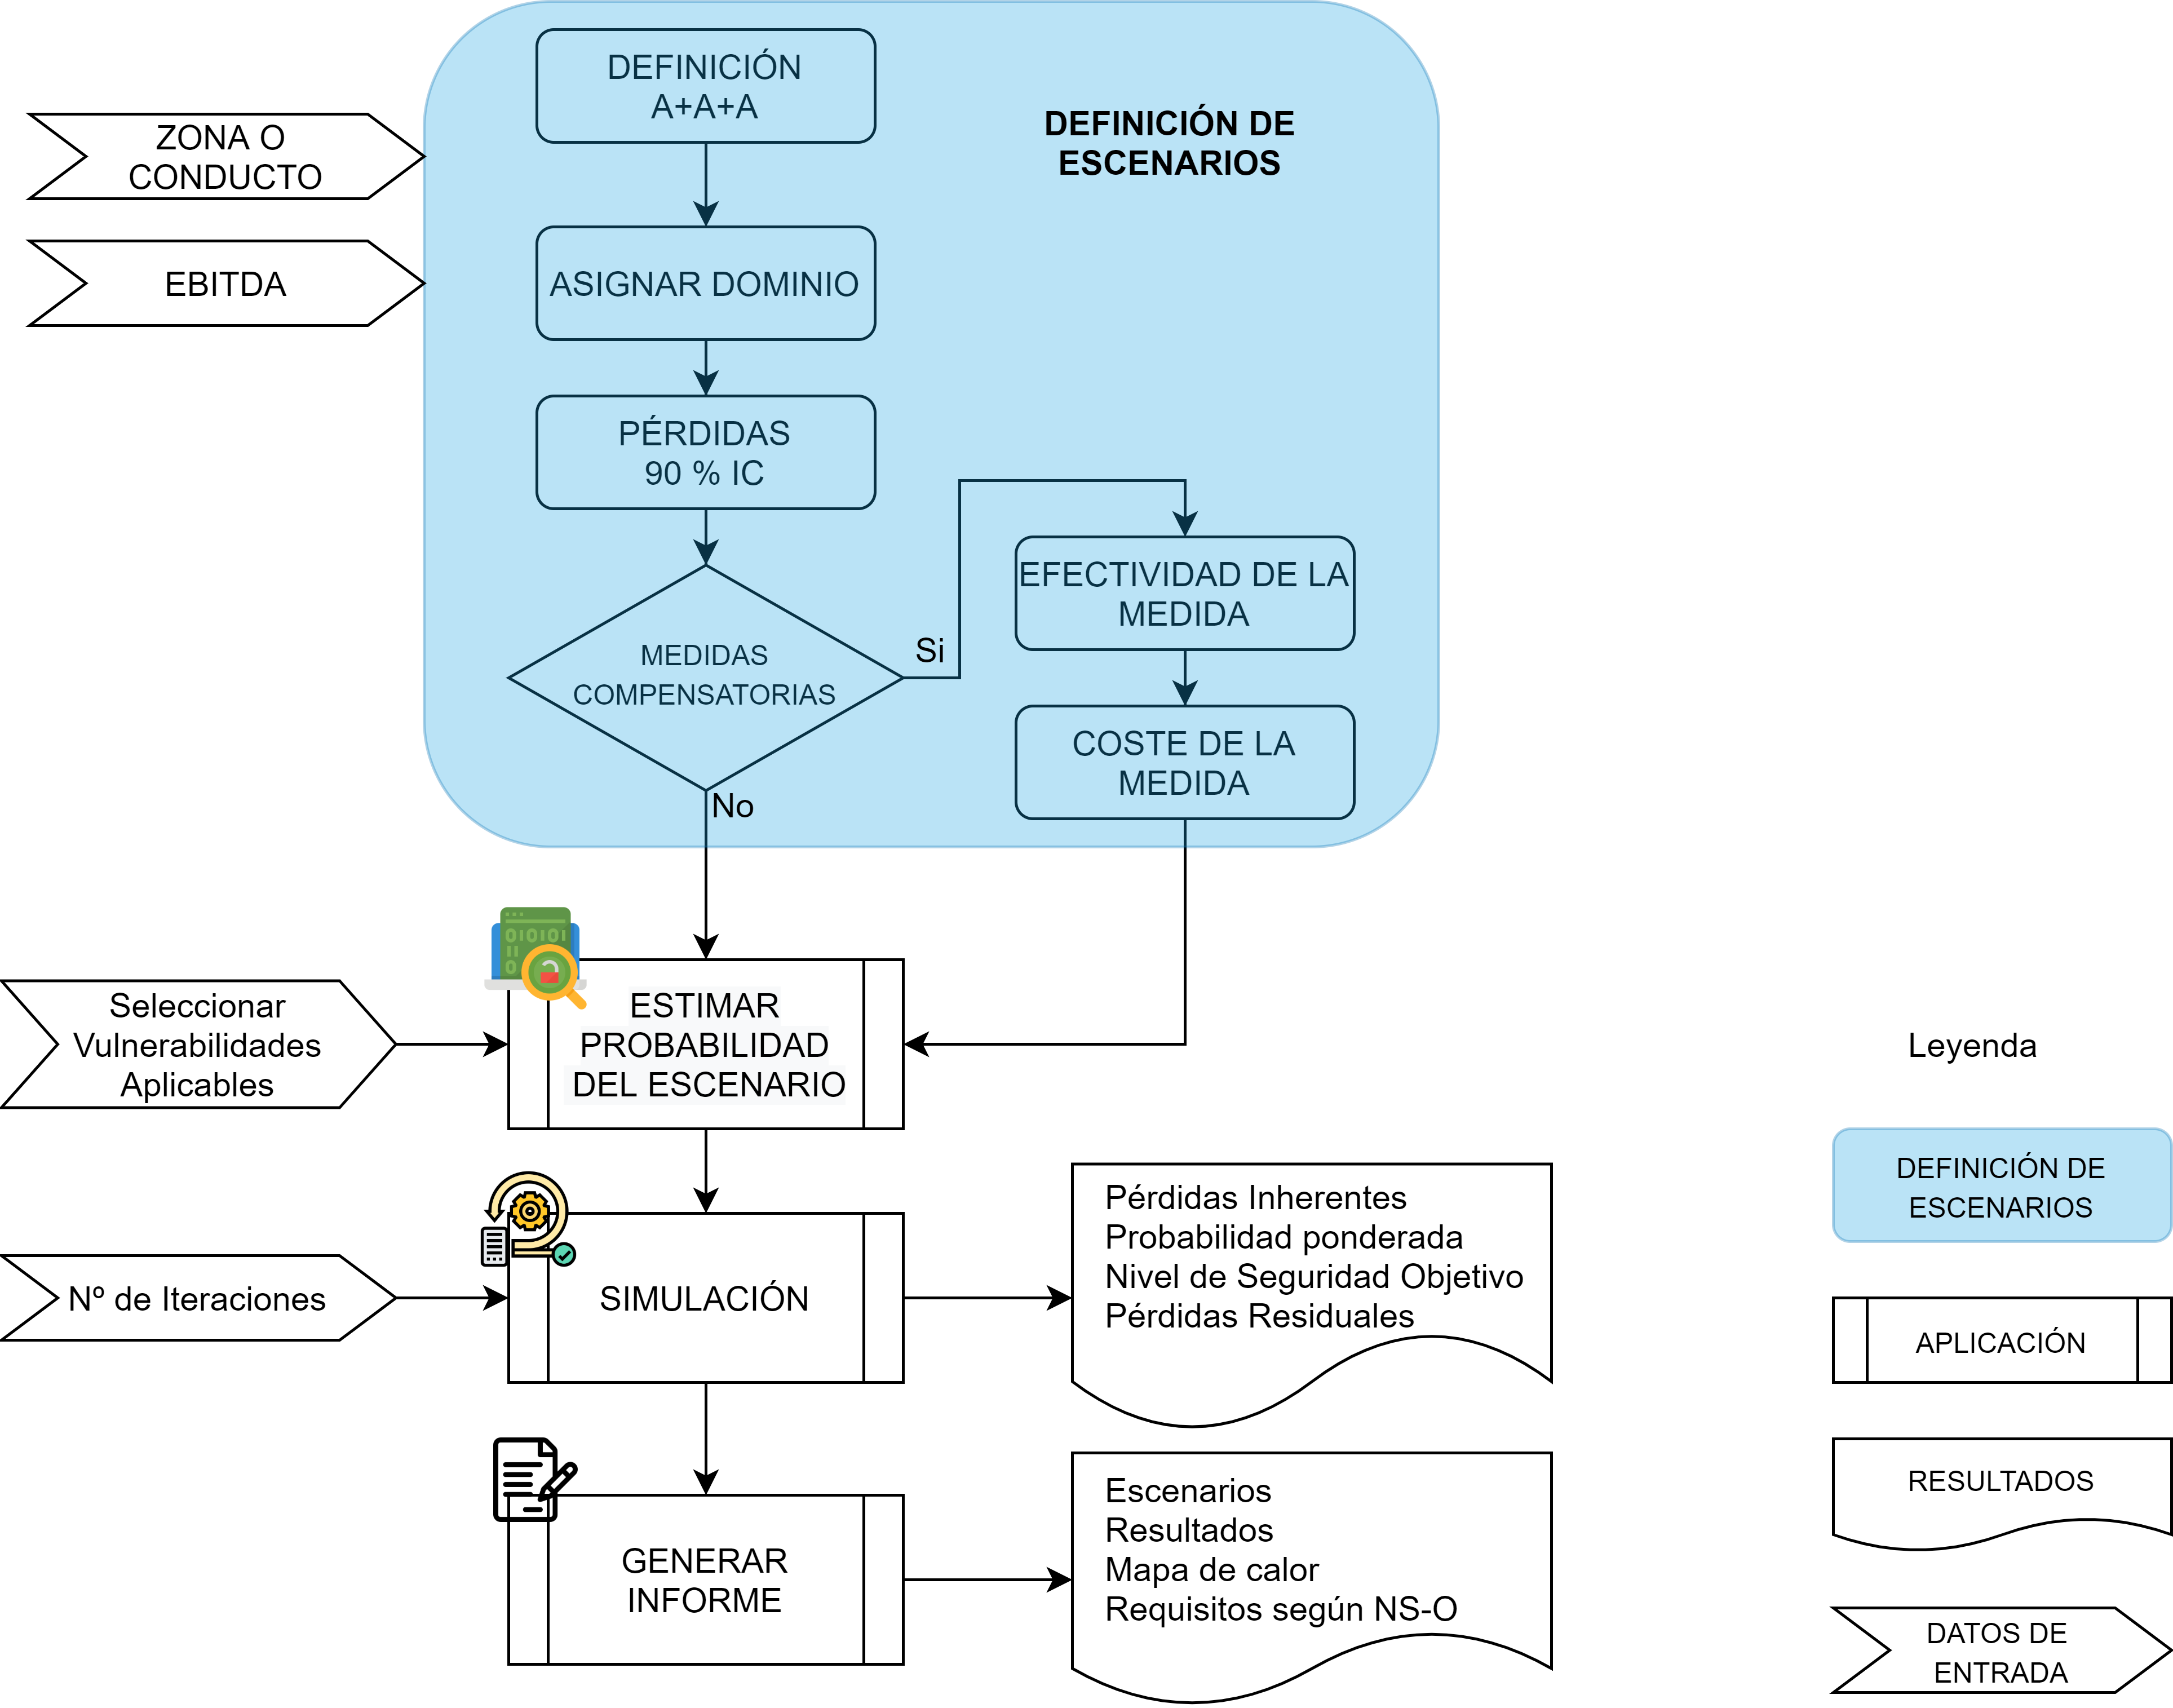 DEFINICIÓN
A+A+A
DEFINICIÓN DE
ESCENARIOS
ZONA O
CONDUCTO
EBITDA
ASIGNAR DOMINIO
PÉRDIDAS
90 % IC
MEDIDAS
COMPENSATORIAS
Si
No
EFECTIVIDAD DE LA
MEDIDA
COSTE DE LA
MEDIDA
Seleccionar
Vulnerabilidades
Aplicables
ESTIMAR
PROBABILIDAD
DEL ESCENARIO
Nº de Iteraciones
SIMULACIÓN
Pérdidas Inherentes
Probabilidad ponderada
Nivel de Seguridad Objetivo
Pérdidas Residuales
GENERAR
INFORME
Escenarios
Resultados
Mapa de calor
Requisitos según NS-O
Leyenda
DEFINICIÓN DE
ESCENARIOS
APLICACIÓN
RESULTADOS
DATOS DE
ENTRADA